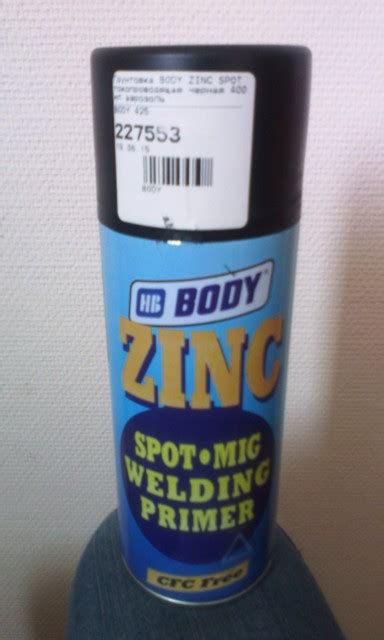 Грунтовка BODY ZINC SPOT
токопроводящая черная 400
мл аэрозоль
BODY 425
227553
BODY
HB BODY
ZINC
SPOT•MIG
WELDING
PRIMER
CFC Free